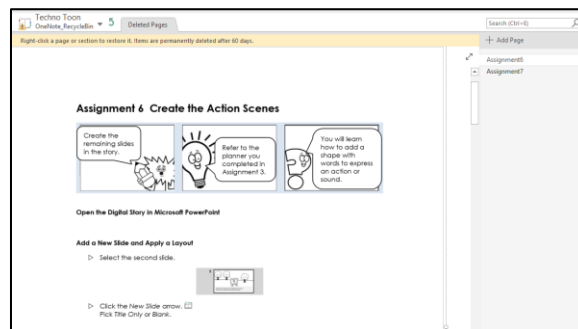 Techno Toon
OneNote_RecycleBin
5
Deleted Pages
Search (Ctrl+E)
Right-click a page or section to restore it. Items are permanently deleted after 60 days.
Add Page
Assignment6
Assignment7
Assignment 6 Create the Action Scenes
Create the
remaining slides
in the story.
Refer to the
planner you
completed in
Assignment 3.
You will learn
how to add a
shape with
words to express
an action or
sound.
Open the Digital Story in Microsoft PowerPoint
Add a New Slide and Apply a Layout
Select the second slide.
Click the New Slide arrow.
Pick Title Only or Blank.